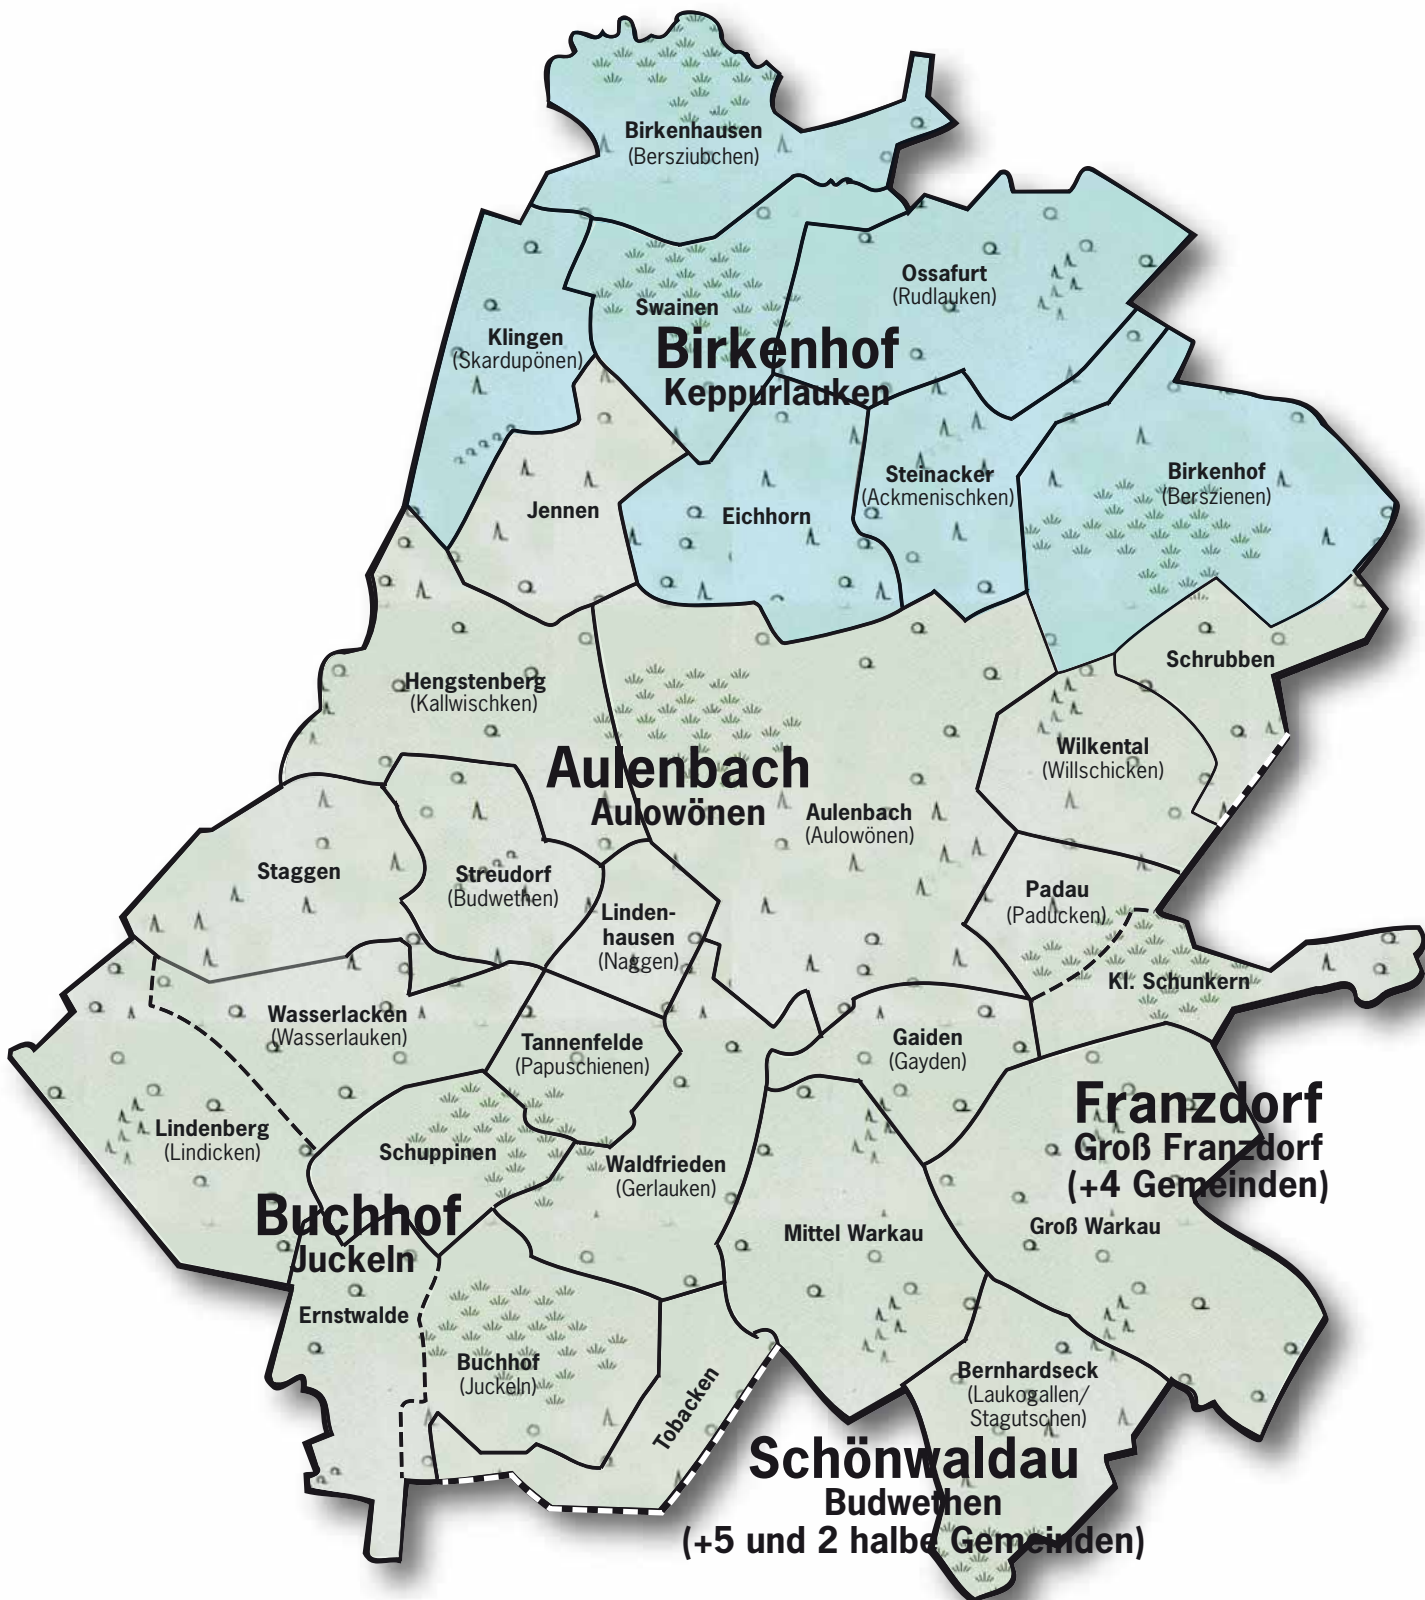 Birkenhausen
(Bersziubchen)
Ossafurt
(Rudlauken)
Swainen
Klingen
(Skardupönen)
Birkenhof
Keppurlauken
Steinacker
(Ackmenischken)
Birkenhof
(Berszienen)
Jennen
Eichhorn
Schrubben
Hengstenberg
(Kallwischken)
Wilkental
(Willschicken)
Aulenbach
Aulowönen
Aulenbach
(Aulowönen)
Staggen
Streudorf
(Budwethen)
Padau
(Paducken)
Linden-
hausen
(Naggen)
Kl. Schunkern
Wasserlacken
(Wasserlauken)
Tannenfelde
(Papuschienen)
Gaiden
(Gayden)
Franzdorf
Groß Franzdorf
(+4 Gemeinden)
Lindenberg
(Lindicken)
Schuppinen
Waldfrieden
(Gerlauken)
Buchhof
Juckeln
Mittel Warkau
Groß Warkau
Ernstwalde
Buchhof
(Juckeln)
Tobacken
Bernhardseck
(Laukogallen/
Stagutschen)
Schönwaldau
Budwethen
(+5 und 2 halbe Gemeinden)